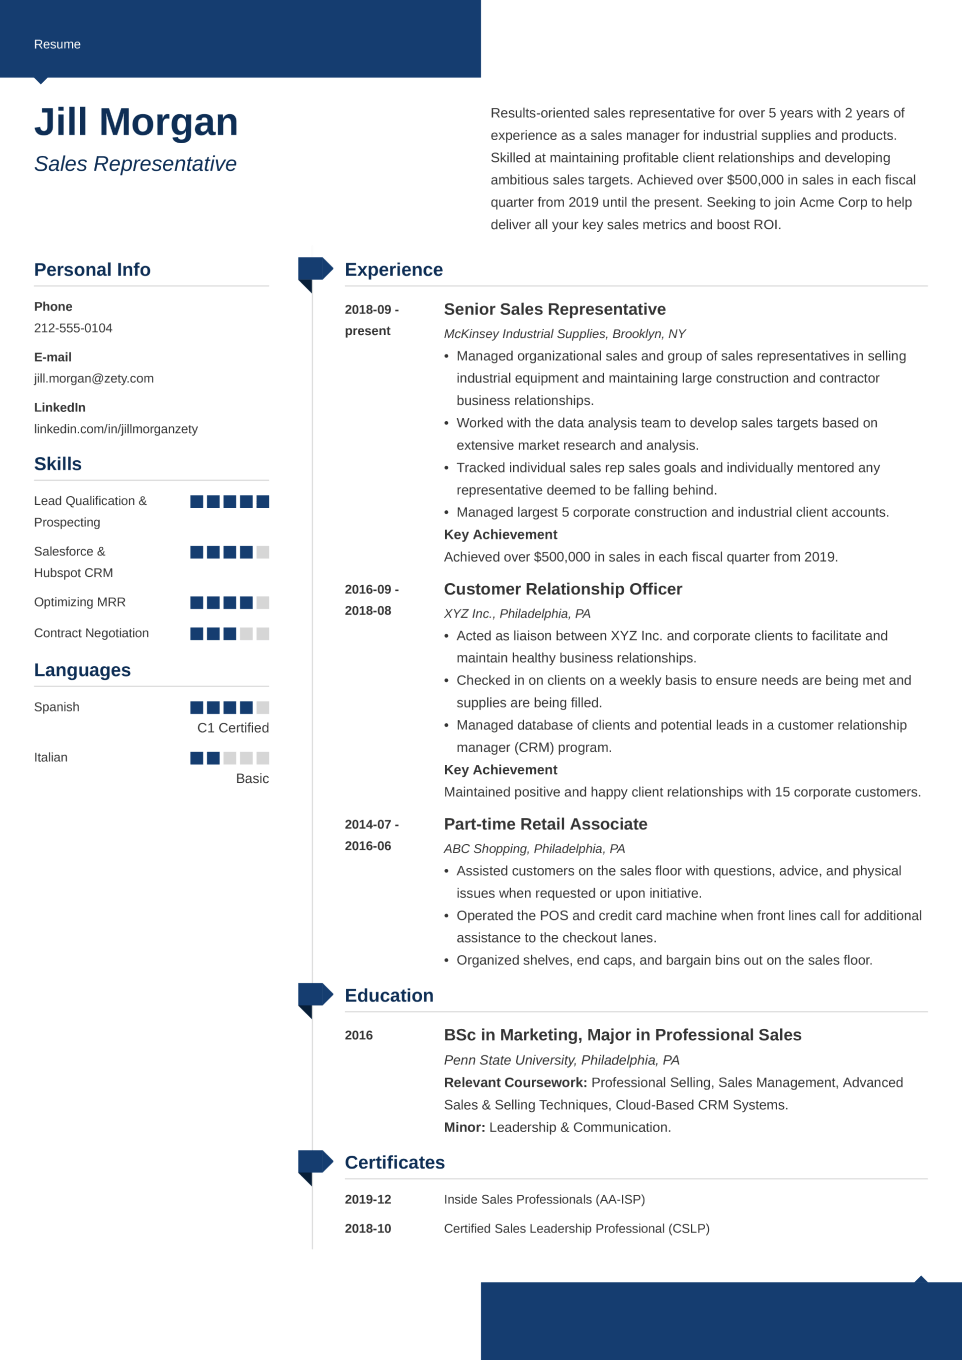 Resume
Jill Morgan
Sales Representative
Results-oriented sales representative for over 5 years with 2 years of
experience as a sales manager for industrial supplies and products.
Skilled at maintaining profitable client relationships and developing
ambitious sales targets. Achieved over $500,000 in sales in each fiscal
quarter from 2019 until the present. Seeking to join Acme Corp to help
deliver all your key sales metrics and boost ROI.
Personal Info
Phone
212-555-0104
E-mail
jill.morgan@zety.com
LinkedIn
linkedin.com/in/jillmorganzety
Skills
Lead Qualification &
Prospecting
Salesforce &
Hubspot CRM
Optimizing MRR
Contract Negotiation
Languages
Spanish
C1 Certified
Italian
Basic
Experience
2018-09 -
present
Senior Sales Representative
McKinsey Industrial Supplies, Brooklyn, NY
• Managed organizational sales and group of sales representatives in selling
industrial equipment and maintaining large construction and contractor
business relationships.
• Worked with the data analysis team to develop sales targets based on
extensive market research and analysis.
• Tracked individual sales rep sales goals and individually mentored any
representative deemed to be falling behind.
• Managed largest 5 corporate construction and industrial client accounts.
Key Achievement
Achieved over $500,000 in sales in each fiscal quarter from 2019.
2016-09 -
2018-08
Customer Relationship Officer
XYZ Inc., Philadelphia, PA
• Acted as liaison between XYZ Inc. and corporate clients to facilitate and
maintain healthy business relationships.
• Checked in on clients on a weekly basis to ensure needs are being met and
supplies are being filled.
• Managed database of clients and potential leads in a customer relationship
manager (CRM) program.
Key Achievement
Maintained positive and happy client relationships with 15 corporate customers.
2014-07 -
2016-06
Part-time Retail Associate
ABC Shopping, Philadelphia, PA
• Assisted customers on the sales floor with questions, advice, and physical
issues when requested or upon initiative.
• Operated the POS and credit card machine when front lines call for additional
assistance to the checkout lanes.
• Organized shelves, end caps, and bargain bins out on the sales floor.
Education
2016
BSc in Marketing, Major in Professional Sales
Penn State University, Philadelphia, PA
Relevant Coursework: Professional Selling, Sales Management, Advanced
Sales & Selling Techniques, Cloud-Based CRM Systems.
Minor: Leadership & Communication.
Certificates
2019-12 Inside Sales Professionals (AA-ISP)
2018-10 Certified Sales Leadership Professional (CSLP)